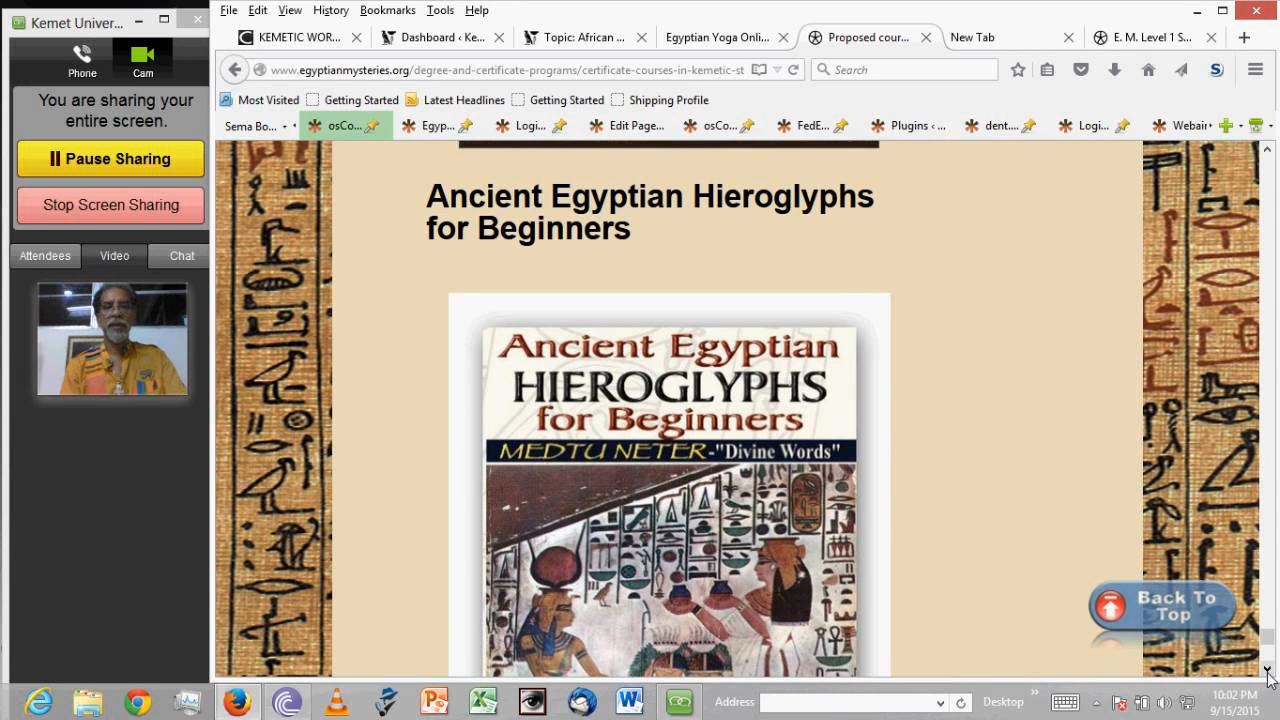 Kemet Univer...
Phone
Cam
You are sharing your
entire screen.
Pause Sharing
Stop Screen Sharing
Attendees
Video
Chat
File Edit View History Bookmarks Tools Help
KEMETIC WOR...
Dashboard ‹ Ke...
Topic: African ...
Egyptian Yoga Onli...
Proposed cour...
New Tab
E. M. Level 1 S...
www.egyptianmysteries.org/degree-and-certificate-programs/certificate-courses-in-kemetic-st
Search
Most Visited
Getting Started
Latest Headlines
Getting Started
Shipping Profile
Sema Bo...
osCo...
Egyp...
Logi...
Edit Page...
osCo...
FedE...
Plugins ‹ ...
dent....
Logi...
Webair
Ancient Egyptian Hieroglyphs
for Beginners
Ancient Egyptian
HIEROGLYPHS
for Beginners
MEDTU NETER-"Divine Words"
Back To
Top
Address
Desktop
10:02 PM
9/15/2015